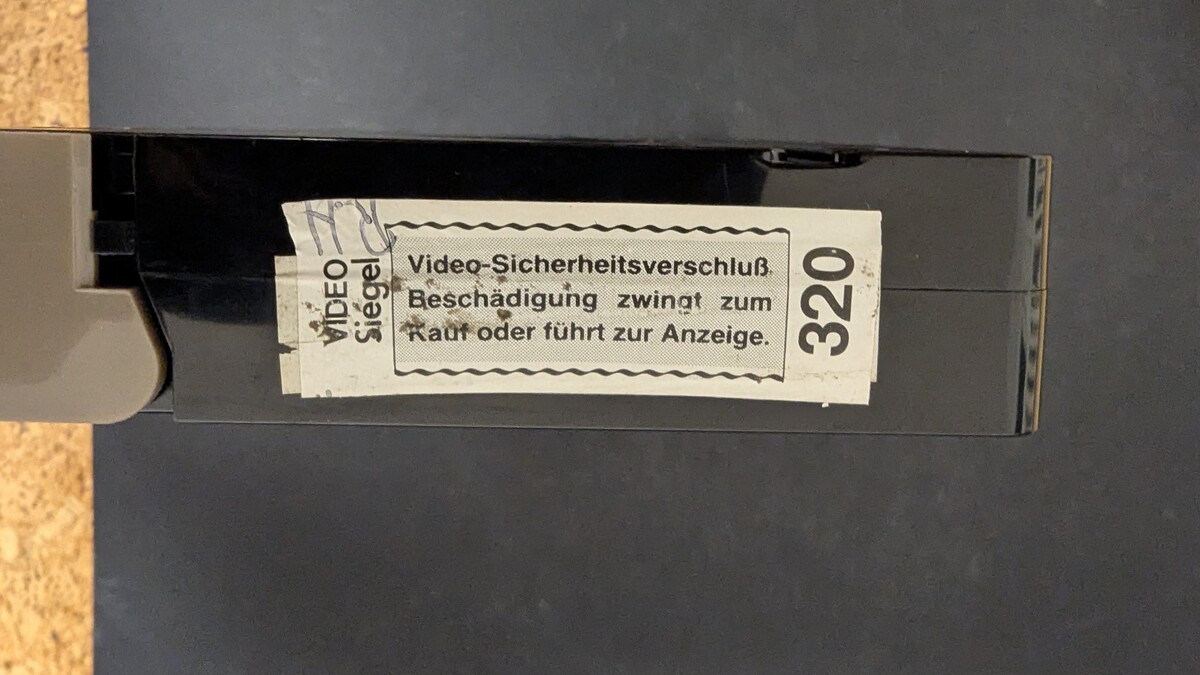 VIDEO
Siegel
Video-Sicherheitsverschluß
Beschädigung zwingt zum
Kauf oder führt zur Anzeige.
320